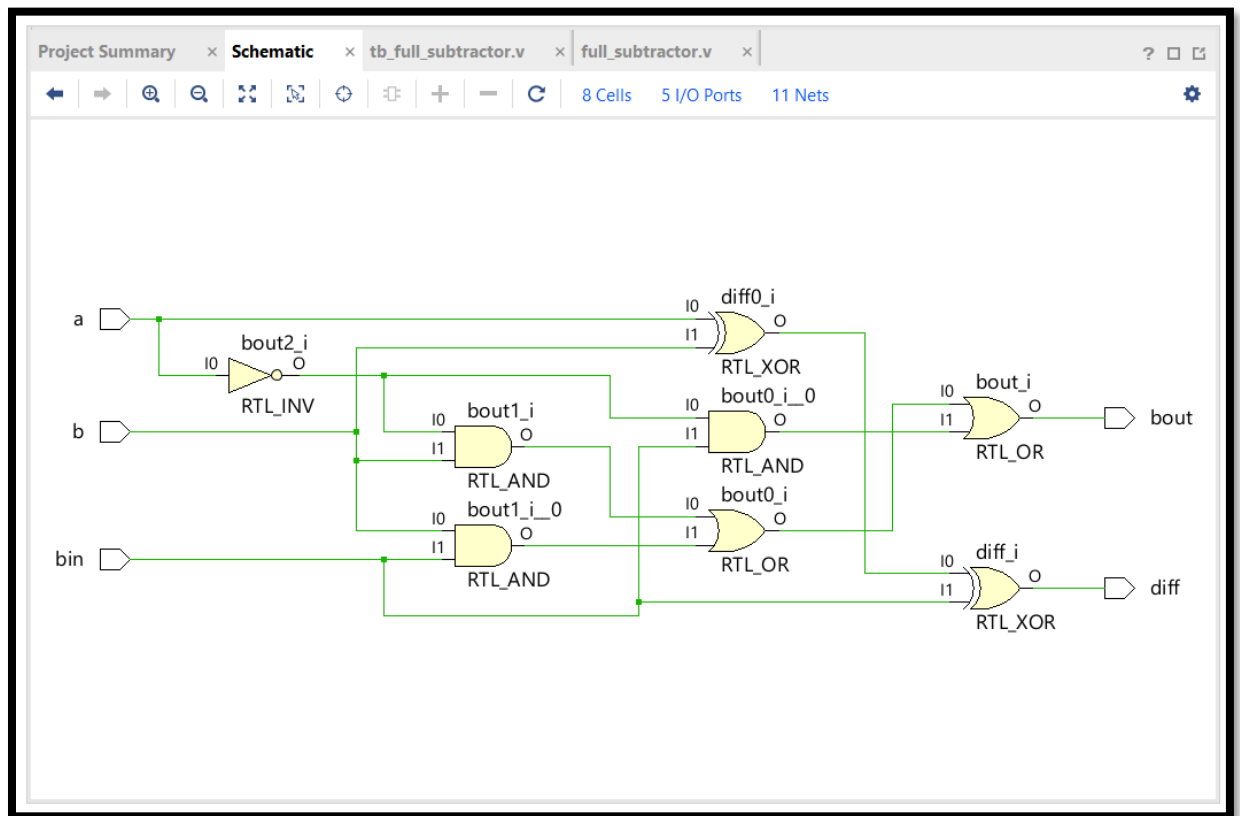 Project Summary × Schematic × tb_full_subtractor.v × full_subtractor.v × ?
8 Cells 5 I/O Ports 11 Nets
diff0_i
I0
O
a
I1
bout2_i
I0
O
RTL_XOR
RTL_INV
bout0_i__0
bout_i
I0
O
bout1_i
I0
O
I0
O
bout
b
I1
I1
I1
RTL_AND
RTL_OR
RTL_AND
bout0_i
bout1_i__0
I0
O
I0
O
I1
I1
bin
RTL_OR
diff_i
RTL_AND
I0
O
diff
I1
RTL_XOR